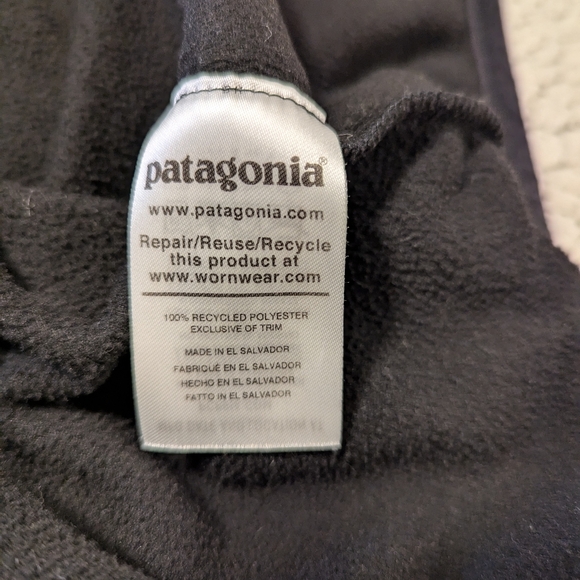 patagonia®
www.patagonia.com
Repair/Reuse/Recycle
this product at
www.wornwear.com
100% RECYCLED POLYESTER
EXCLUSIVE OF TRIM
MADE IN EL SALVADOR
FABRIQUÉ EN EL SALVADOR
HECHO EN EL SALVADOR
FATTO IN EL SALVADOR